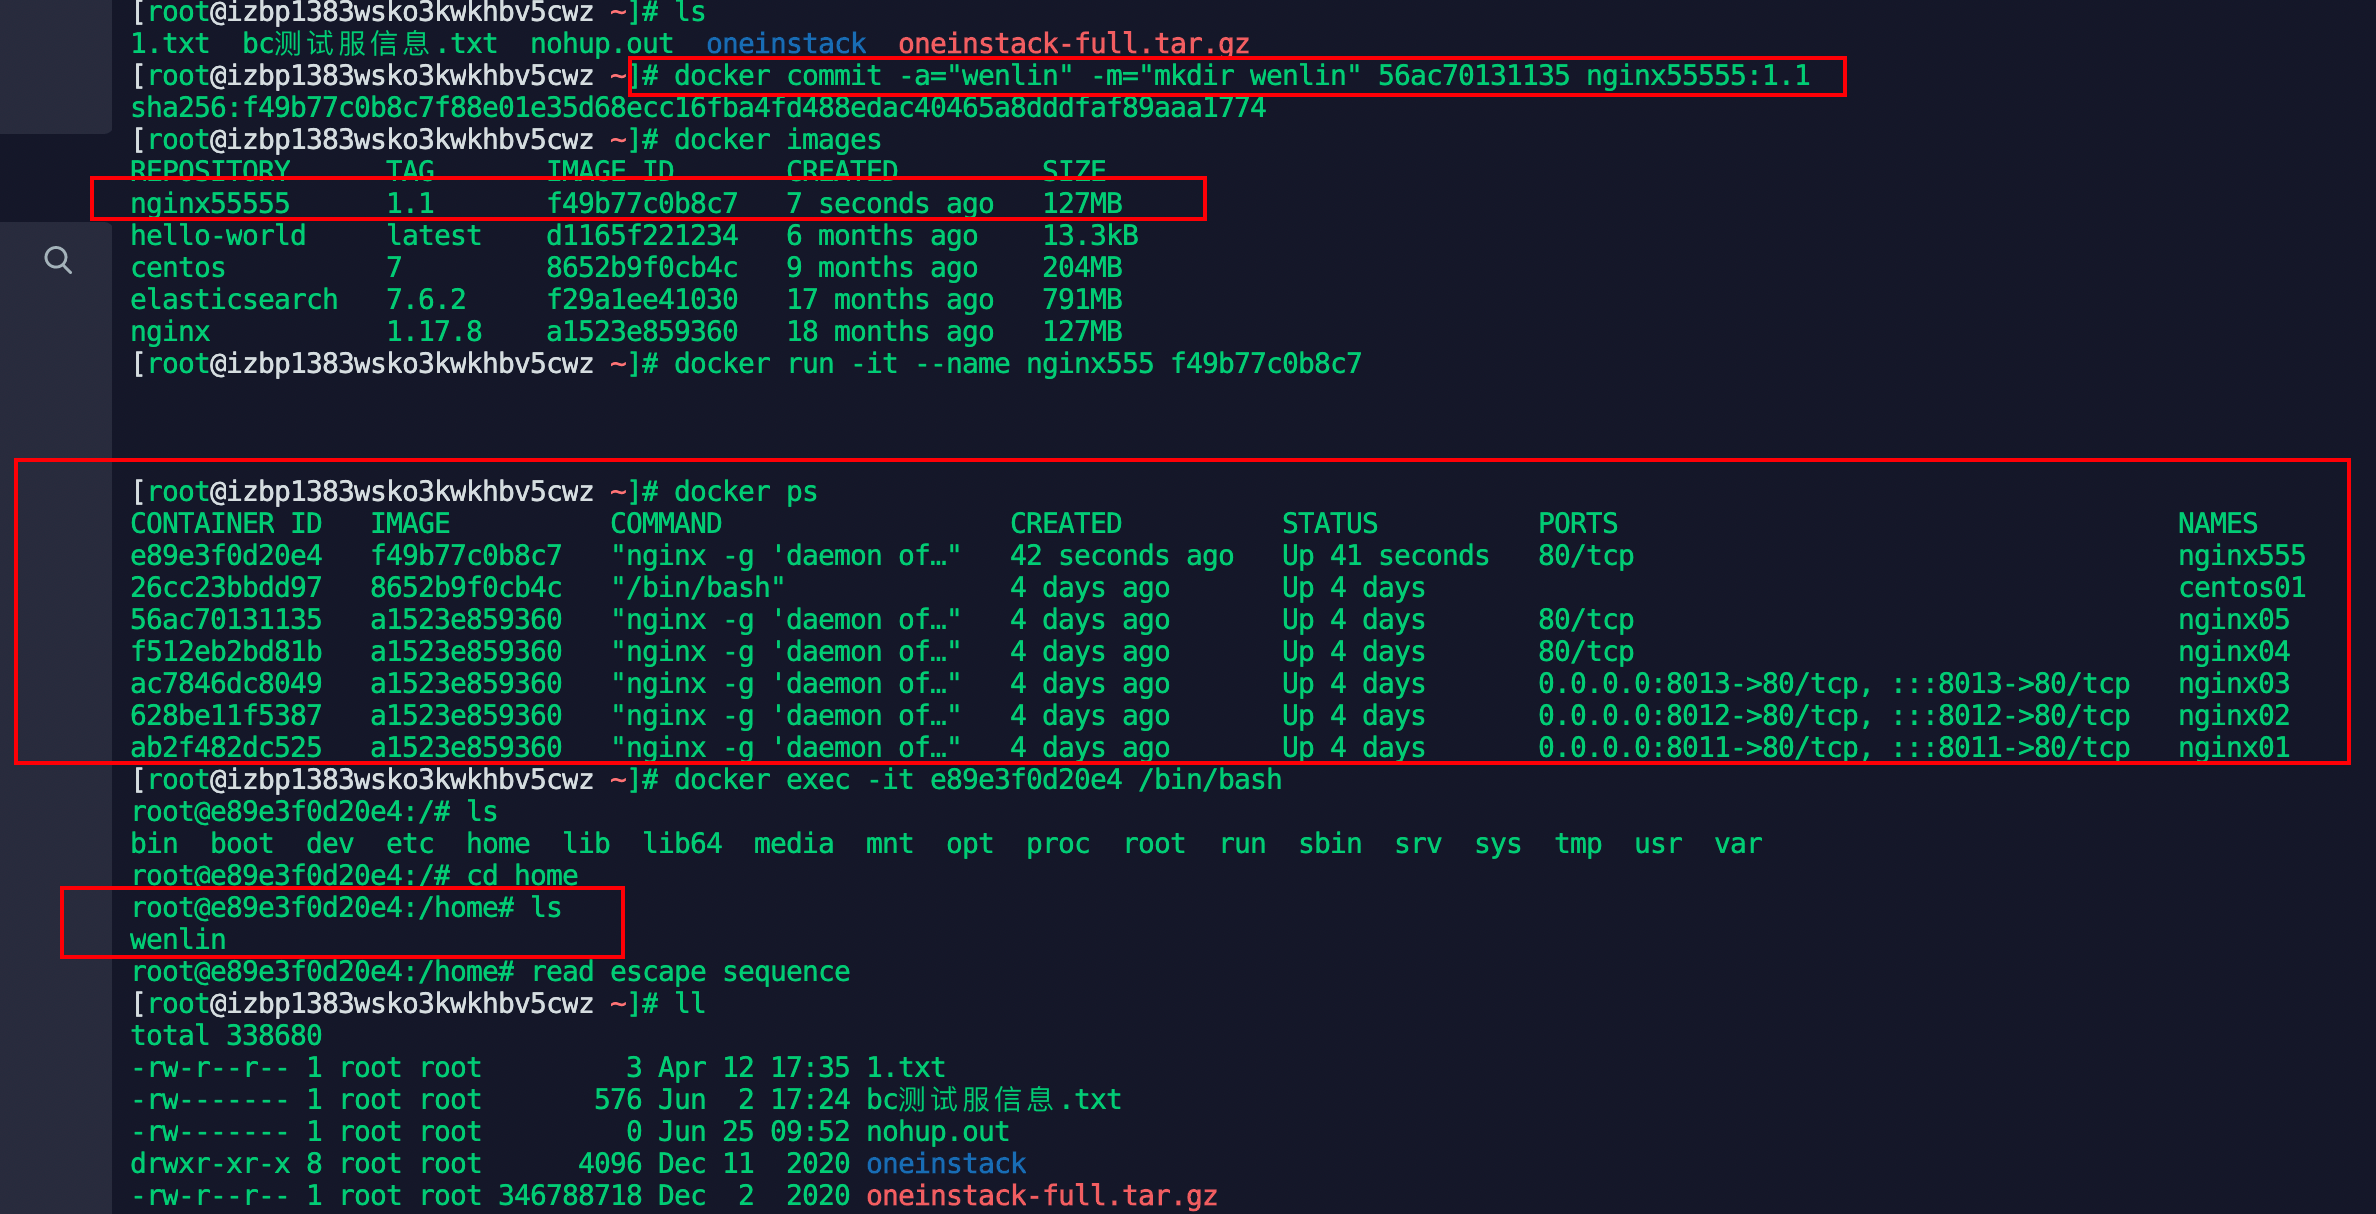 [root@izbp1383wsko3kwkhbv5cwz ~]# ls
1.txt  bc测试服信息.txt  nohup.out  oneinstack  oneinstack-full.tar.gz
[root@izbp1383wsko3kwkhbv5cwz ~]# docker commit -a="wenlin" -m="mkdir wenlin" 56ac70131135 nginx55555:1.1
sha256:f49b77c0b8c7f88e01e35d68ecc16fba4fd488edac40465a8dddfaf89aaa1774
[root@izbp1383wsko3kwkhbv5cwz ~]# docker images
REPOSITORY      TAG       IMAGE ID       CREATED         SIZE
nginx55555      1.1       f49b77c0b8c7   7 seconds ago   127MB
hello-world     latest    d1165f221234   6 months ago    13.3kB
centos          7         8652b9f0cb4c   9 months ago    204MB
elasticsearch   7.6.2     f29a1ee41030   17 months ago   791MB
nginx           1.17.8    a1523e859360   18 months ago   127MB
[root@izbp1383wsko3kwkhbv5cwz ~]# docker run -it --name nginx555 f49b77c0b8c7
[root@izbp1383wsko3kwkhbv5cwz ~]# docker ps
CONTAINER ID   IMAGE          COMMAND                  CREATED          STATUS          PORTS                                   NAMES
e89e3f0d20e4   f49b77c0b8c7   "nginx -g 'daemon of…"   42 seconds ago   Up 41 seconds   80/tcp                                  nginx555
26cc23bbdd97   8652b9f0cb4c   "/bin/bash"              4 days ago       Up 4 days                                               centos01
56ac70131135   a1523e859360   "nginx -g 'daemon of…"   4 days ago       Up 4 days       80/tcp                                  nginx05
f512eb2bd81b   a1523e859360   "nginx -g 'daemon of…"   4 days ago       Up 4 days       80/tcp                                  nginx04
ac7846dc8049   a1523e859360   "nginx -g 'daemon of…"   4 days ago       Up 4 days       0.0.0.0:8013->80/tcp, :::8013->80/tcp   nginx03
628be11f5387   a1523e859360   "nginx -g 'daemon of…"   4 days ago       Up 4 days       0.0.0.0:8012->80/tcp, :::8012->80/tcp   nginx02
ab2f482dc525   a1523e859360   "nginx -g 'daemon of…"   4 days ago       Up 4 days       0.0.0.0:8011->80/tcp, :::8011->80/tcp   nginx01
[root@izbp1383wsko3kwkhbv5cwz ~]# docker exec -it e89e3f0d20e4 /bin/bash
root@e89e3f0d20e4:/# ls
bin  boot  dev  etc  home  lib  lib64  media  mnt  opt  proc  root  run  sbin  srv  sys  tmp  usr  var
root@e89e3f0d20e4:/# cd home
root@e89e3f0d20e4:/home# ls
wenlin
root@e89e3f0d20e4:/home# read escape sequence
[root@izbp1383wsko3kwkhbv5cwz ~]# ll
total 338680
-rw-r--r-- 1 root root         3 Apr 12 17:35 1.txt
-rw------- 1 root root       576 Jun  2 17:24 bc测试服信息.txt
-rw------- 1 root root         0 Jun 25 09:52 nohup.out
drwxr-xr-x 8 root root      4096 Dec 11  2020 oneinstack
-rw-r--r-- 1 root root 346788718 Dec  2  2020 oneinstack-full.tar.gz